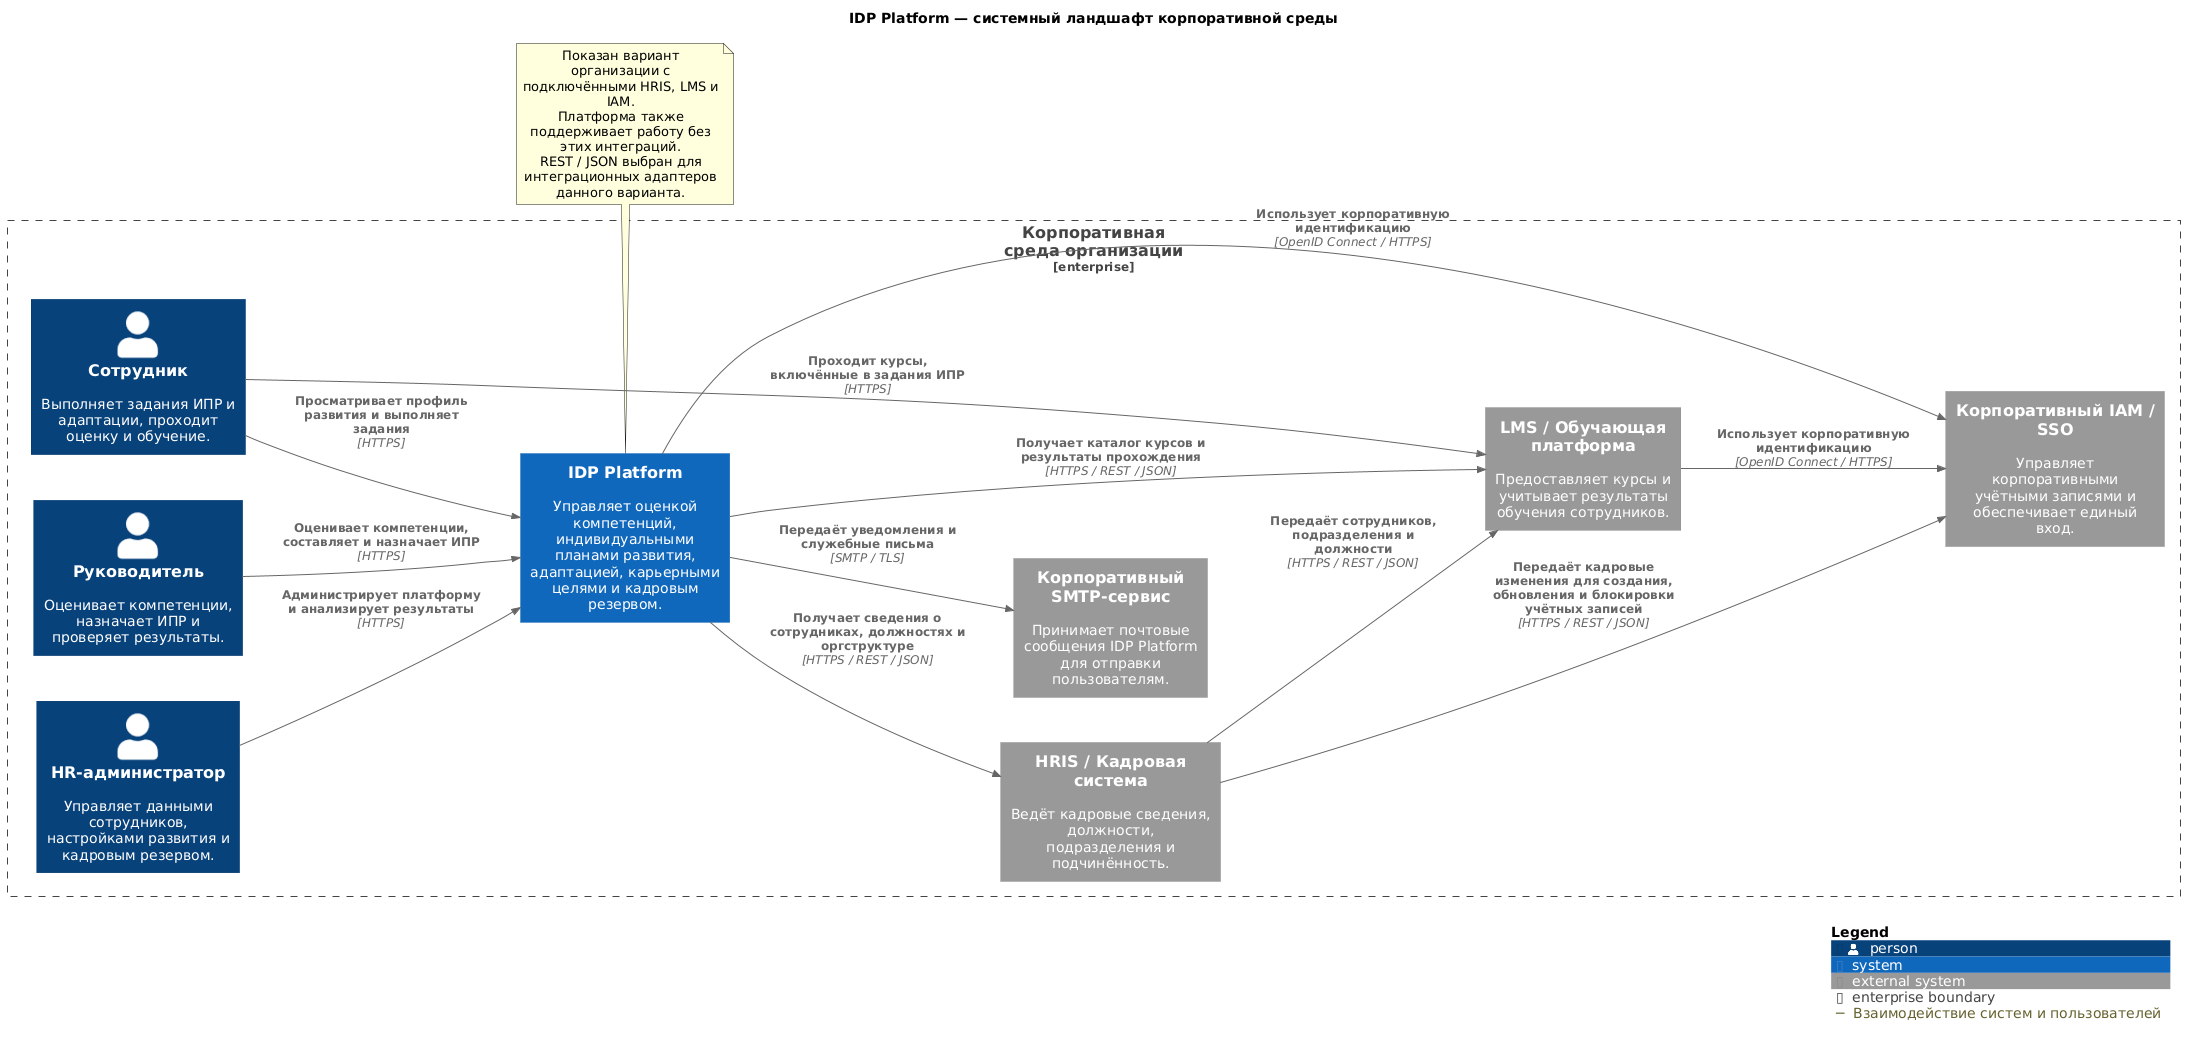 IDP Platform — системный ландшафт корпоративной среды
Показан вариант
организации с
подключёнными HRIS, LMS и
IAM.
Платформа также
поддерживает работу без
этих интеграций.
REST / JSON выбран для
интеграционных адаптеров
данного варианта.
Корпоративная
среда организации
[enterprise]
Использует корпоративную
идентификацию
[OpenID Connect / HTTPS]
Сотрудник
Выполняет задания ИПР и
адаптации, проходит
оценку и обучение.
Просматривает профиль
развития и выполняет
задания
[HTTPS]
Проходит курсы,
включённые в задания ИПР
[HTTPS]
Руководитель
Оценивает компетенции,
назначает ИПР и
проверяет результаты.
Оценивает компетенции,
составляет и назначает ИПР
[HTTPS]
HR-администратор
Управляет данными
сотрудников,
настройками развития и
кадровым резервом.
Администрирует платформу
и анализирует результаты
[HTTPS]
IDP Platform
Управляет оценкой
компетенций,
индивидуальными
планами развития,
адаптацией, карьерными
целями и кадровым
резервом.
Получает каталог курсов и
результаты прохождения
[HTTPS / REST / JSON]
Передаёт уведомления и
служебные письма
[SMTP / TLS]
Получает сведения о
сотрудниках, должностях и
оргструктуре
[HTTPS / REST / JSON]
Корпоративный
SMTP-сервис
Принимает почтовые
сообщения IDP Platform
для отправки
пользователям.
HRIS / Кадровая
система
Ведёт кадровые сведения,
должности,
подразделения и
подчинённость.
Передаёт сотрудников,
подразделения и
должности
[HTTPS / REST / JSON]
Передаёт кадровые
изменения для создания,
обновления и блокировки
учётных записей
[HTTPS / REST / JSON]
LMS / Обучающая
платформа
Предоставляет курсы и
учитывает результаты
обучения сотрудников.
Использует корпоративную
идентификацию
[OpenID Connect / HTTPS]
Корпоративный IAM /
SSO
Управляет
корпоративными
учётными записями и
обеспечивает единый
вход.
Legend
person
system
external system
enterprise boundary
Взаимодействие систем и пользователей